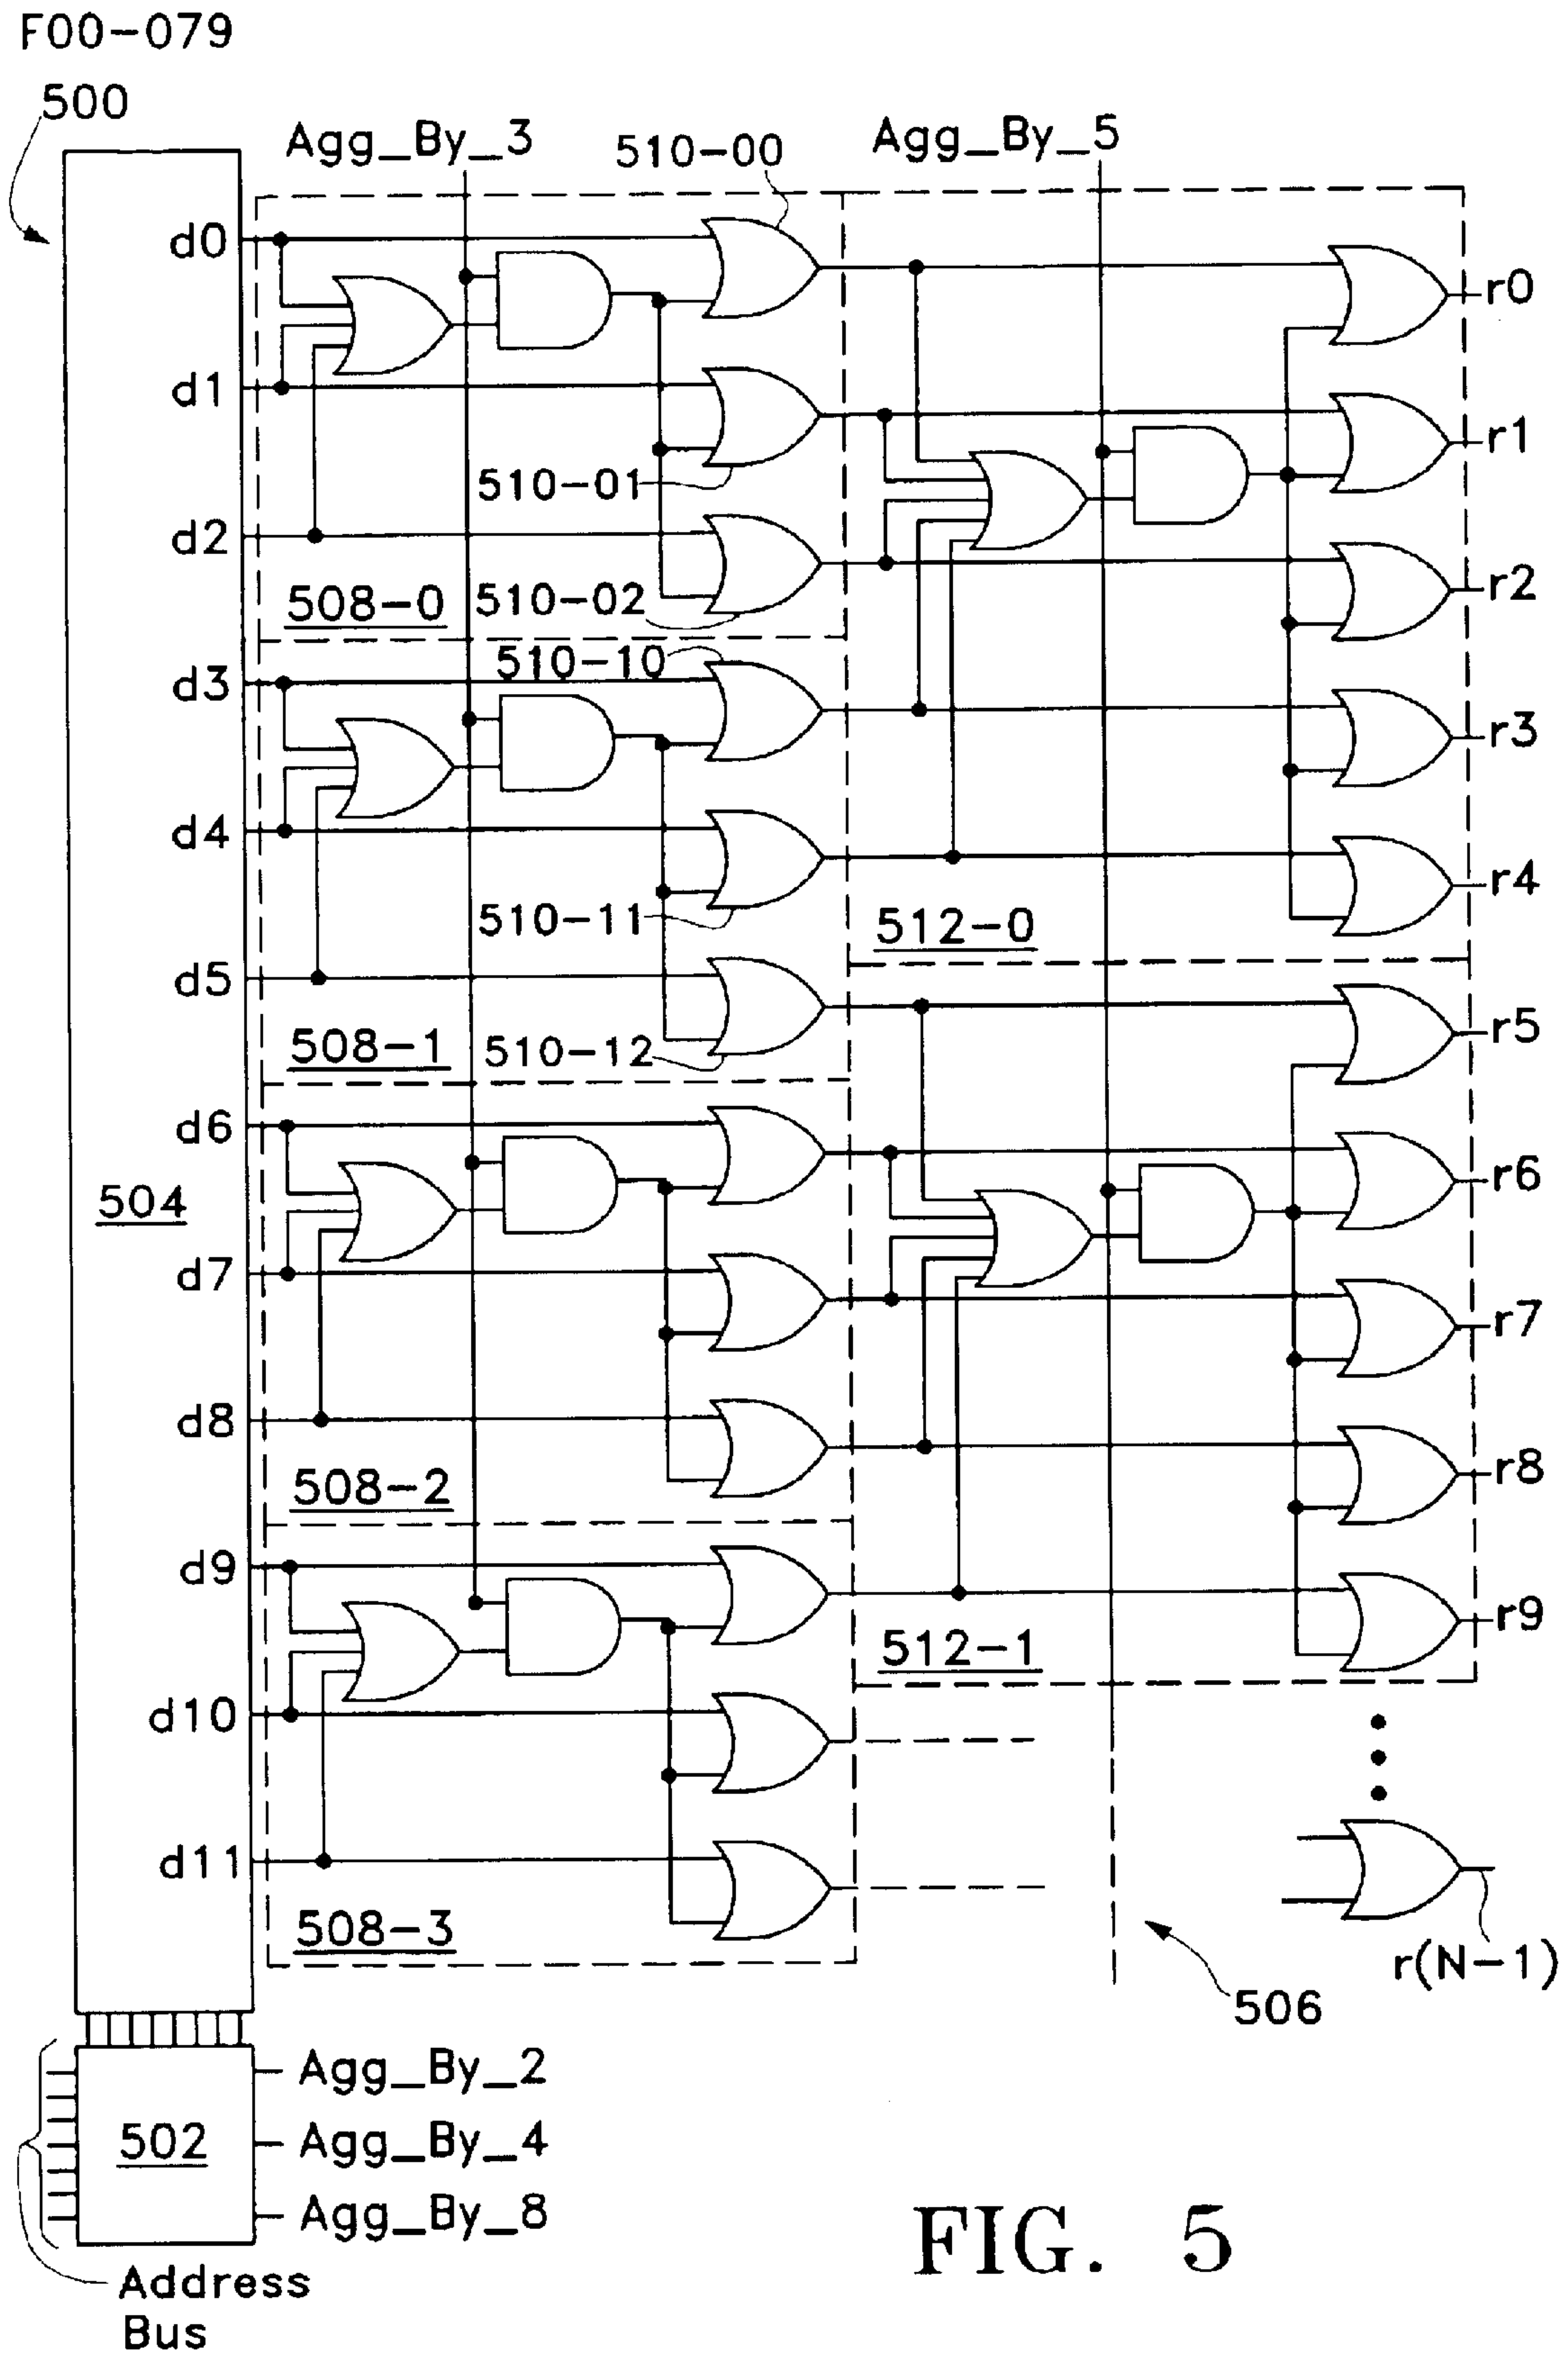 F00-079
500
Agg_By_3
510-00
Agg_By_5
d0
r0
d1
r1
510-01
d2
r2
508-0
510-02
510-10
d3
r3
d4
r4
510-11
512-0
d5
r5
508-1
510-12
d6
r6
504
d7
r7
d8
r8
508-2
d9
r9
512-1
d10
d11
508-3
r(N-1)
506
Agg_By_2
502
Agg_By_4
Agg_By_8
Address
Bus
FIG. 5